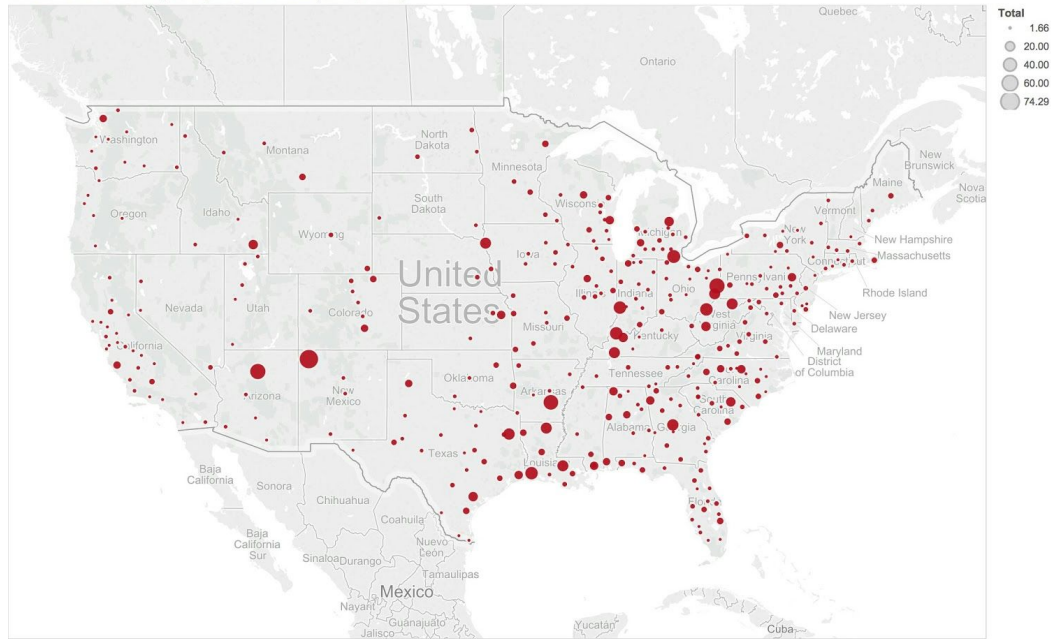 Total
1.66
20.00
40.00
60.00
74.29
Quebec
Ontario
New
Brunswick
Nova
Scotia
Maine
Washington
Montana
North
Dakota
Minnesota
Vermont
Oregon
Idaho
South
Dakota
Wisconsi
Michigan
New
York
New Hampshire
Massachusetts
Connecticut
Rhode Island
Wyoming
Iowa
Pennsylvani
United
States
Nevada
Utah
Colorado
Illinois
Indiana
Ohio
New Jersey
Delaware
Maryland
District
of Columbia
West
Virginia
Virginia
California
Missouri
Kentucky
Arizona
New
Mexico
Oklahoma
Arkansas
Tennessee
Carolina
South
Carolina
Texas
Louisia
Alabama
Georgia
Florida
Baja
California
Sonora
Chihuahua
Coahuila
Baja
California
Sur
Sinaloa
Durango
Nuevo
León
Tamaulipas
Mexico
Nayarit
Guanajuato
Jalisco
Yucatán
Cuba